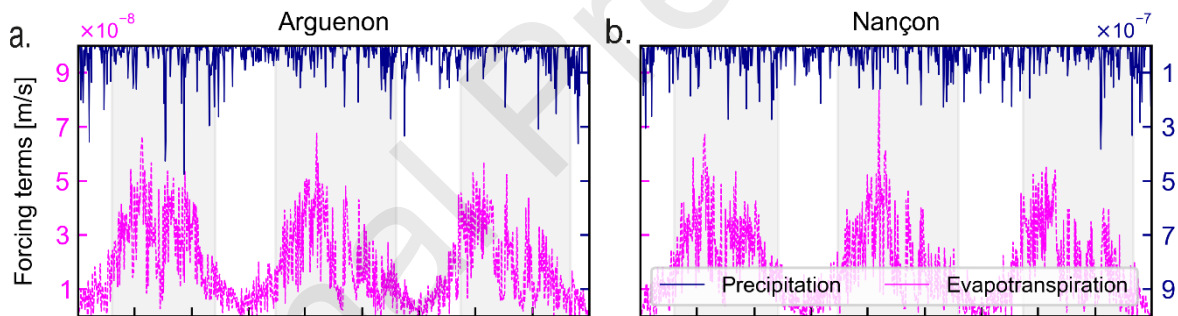 a. Arguenon b. Nançon
×10⁻⁸ ×10⁻⁷
Forcing terms [m/s]
9 1
7 3
5 5
3 7
1 9
Precipitation Evapotranspiration